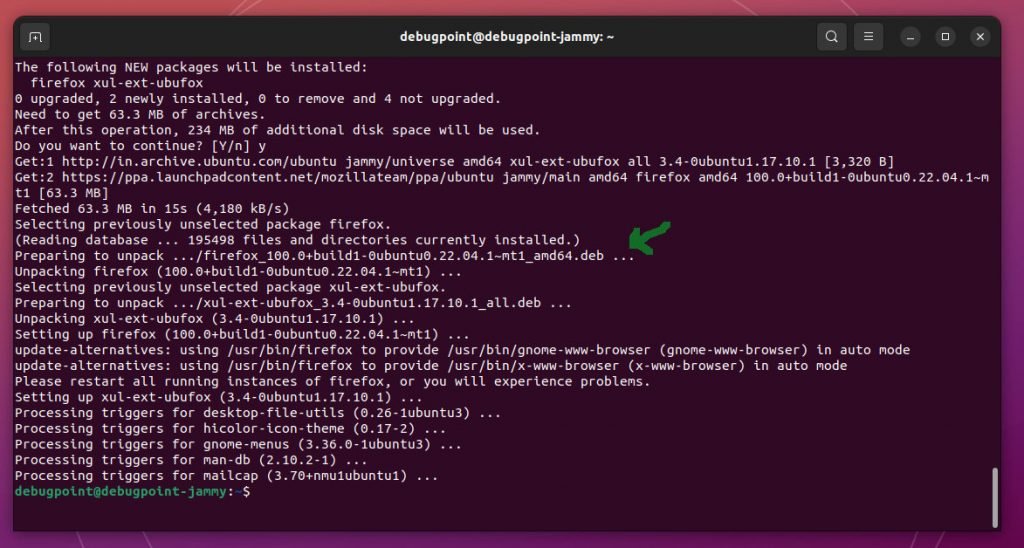 debugpoint@debugpoint-jammy: ~
The following NEW packages will be installed:
  firefox xul-ext-ubufox
0 upgraded, 2 newly installed, 0 to remove and 4 not upgraded.
Need to get 63.3 MB of archives.
After this operation, 234 MB of additional disk space will be used.
Do you want to continue? [Y/n] y
Get:1 http://in.archive.ubuntu.com/ubuntu jammy/universe amd64 xul-ext-ubufox all 3.4-0ubuntu1.17.10.1 [3,320 B]
Get:2 https://ppa.launchpadcontent.net/mozillateam/ppa/ubuntu jammy/main amd64 firefox amd64 100.0+build1-0ubuntu0.22.04.1~m
t1 [63.3 MB]
Fetched 63.3 MB in 15s (4,180 kB/s)
Selecting previously unselected package firefox.
(Reading database ... 195498 files and directories currently installed.)
Preparing to unpack .../firefox_100.0+build1-0ubuntu0.22.04.1~mt1_amd64.deb ...
Unpacking firefox (100.0+build1-0ubuntu0.22.04.1~mt1) ...
Selecting previously unselected package xul-ext-ubufox.
Preparing to unpack .../xul-ext-ubufox_3.4-0ubuntu1.17.10.1_all.deb ...
Unpacking xul-ext-ubufox (3.4-0ubuntu1.17.10.1) ...
Setting up firefox (100.0+build1-0ubuntu0.22.04.1~mt1) ...
update-alternatives: using /usr/bin/firefox to provide /usr/bin/gnome-www-browser (gnome-www-browser) in auto mode
update-alternatives: using /usr/bin/firefox to provide /usr/bin/x-www-browser (x-www-browser) in auto mode
Please restart all running instances of firefox, or you will experience problems.
Setting up xul-ext-ubufox (3.4-0ubuntu1.17.10.1) ...
Processing triggers for desktop-file-utils (0.26-1ubuntu3) ...
Processing triggers for hicolor-icon-theme (0.17-2) ...
Processing triggers for gnome-menus (3.36.0-1ubuntu3) ...
Processing triggers for man-db (2.10.2-1) ...
Processing triggers for mailcap (3.70+nmu1ubuntu1) ...
debugpoint@debugpoint-jammy:~$